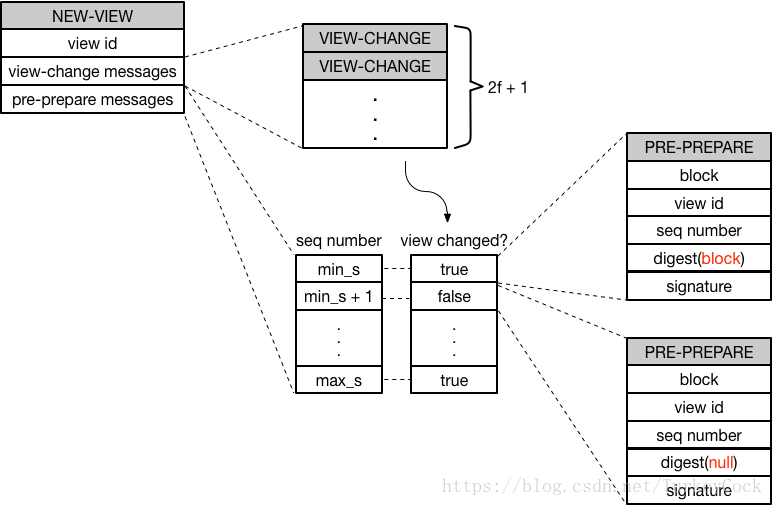 NEW-VIEW
view id
view-change messages
pre-prepare messages
VIEW-CHANGE
VIEW-CHANGE
.
.
.
2f + 1
seq number
view changed?
min_s
true
min_s + 1
false
.
.
.
.
.
.
max_s
true
PRE-PREPARE
block
view id
seq number
digest(block)
signature
PRE-PREPARE
block
view id
seq number
digest(null)
signature
https://blog.csdn.net/TurkeyCock